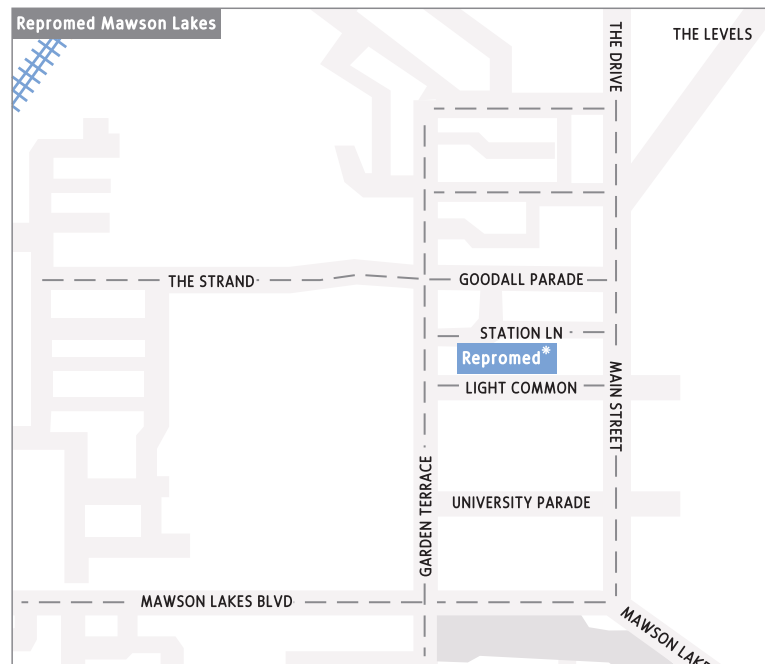 Repromed Mawson Lakes
THE DRIVE
THE LEVELS
THE STRAND
GOODALL PARADE
STATION LN
Repromed*
LIGHT COMMON
MAIN STREET
GARDEN TERRACE
UNIVERSITY PARADE
MAWSON LAKES BLVD
MAWSON LAKE